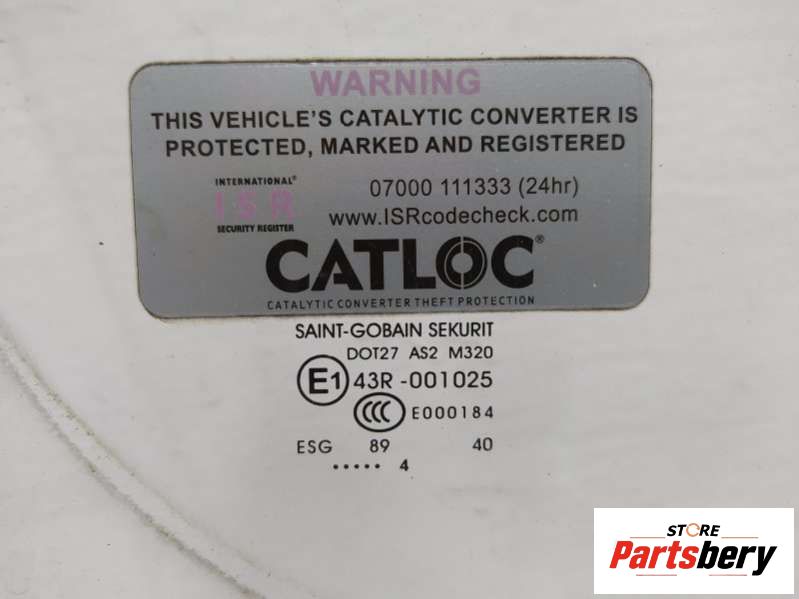 WARNING
THIS VEHICLE'S CATALYTIC CONVERTER IS
PROTECTED, MARKED AND REGISTERED
INTERNATIONAL®
ISR
SECURITY REGISTER
07000 111333 (24hr)
www.ISRcodecheck.com
CATLOC®
CATALYTIC CONVERTER THEFT PROTECTION
SAINT-GOBAIN SEKURIT
DOT27 AS2 M320
E1 43R -001025
CCC E000184
ESG 89 40
····· 4
STORE
Partsbery